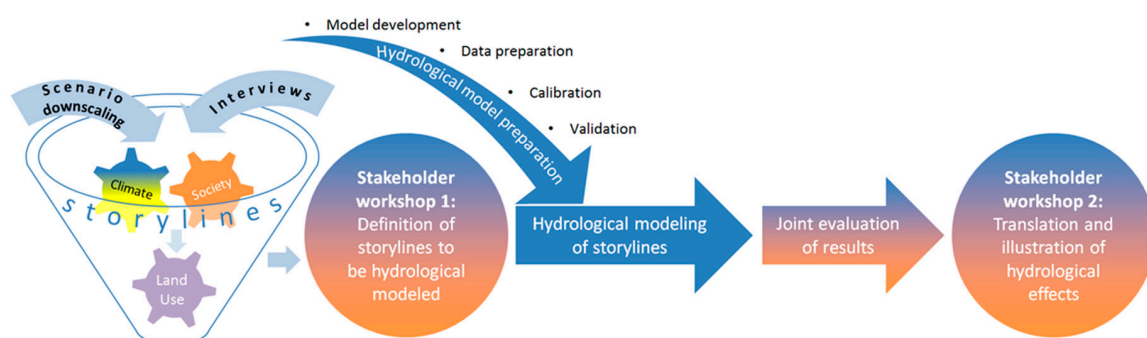 • Model development
• Data preparation
• Calibration
• Validation
Hydrological model preparation
Scenario
downscaling
Interviews
Climate
Society
storylines
Land
Use
Stakeholder
workshop 1:
Definition of
storylines to
be hydrological
modeled
Hydrological modeling
of storylines
Joint evaluation
of results
Stakeholder
workshop 2:
Translation and
illustration of
hydrological
effects